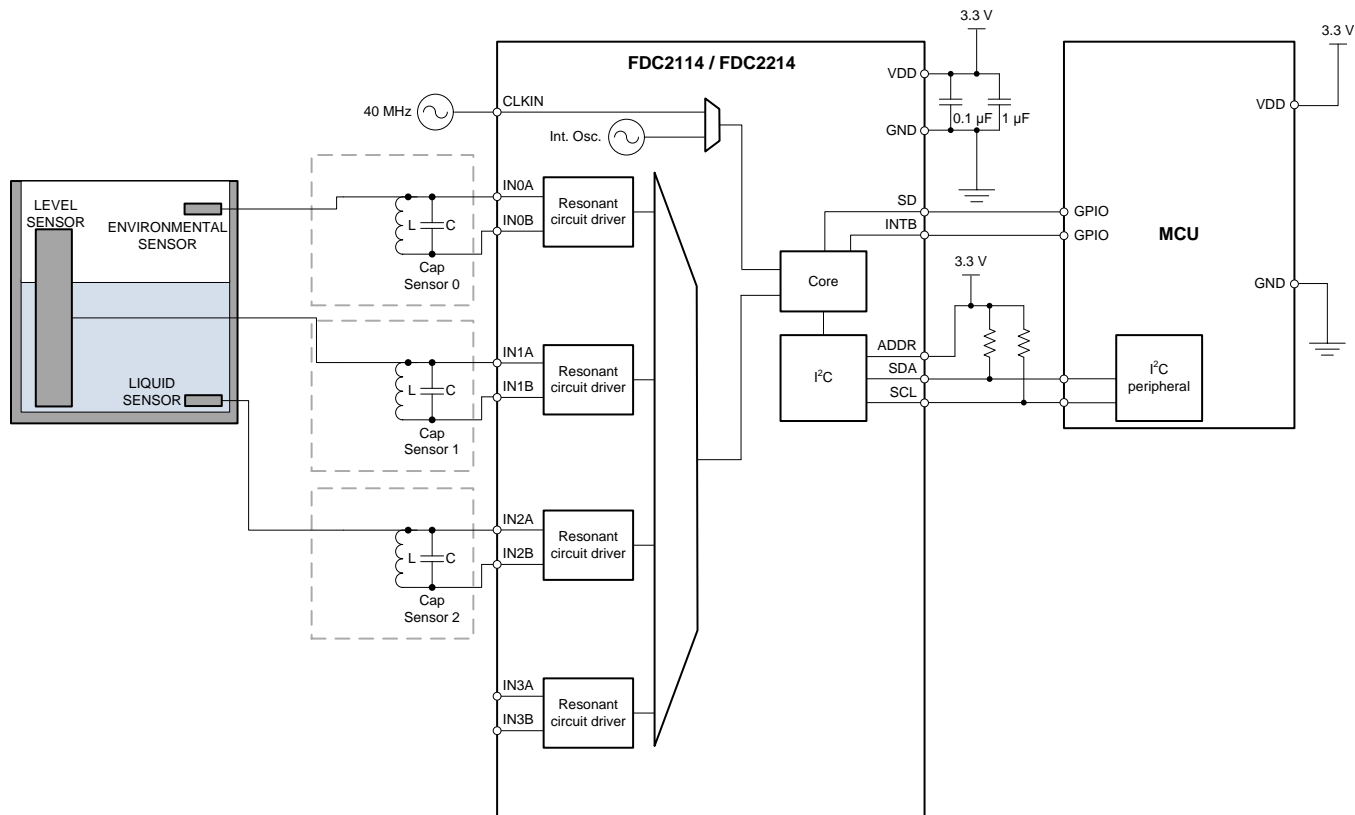 3.3 V
3.3 V
FDC2114 / FDC2214
VDD
40 MHz
CLKIN
Int. Osc.
0.1 µF
1 µF
GND
VDD
LEVEL
SENSOR
ENVIRONMENTAL
SENSOR
L
C
Cap
Sensor 0
IN0A
IN0B
Resonant
circuit driver
SD
INTB
GPIO
GPIO
MCU
Core
3.3 V
GND
LIQUID
SENSOR
L
C
Cap
Sensor 1
IN1A
IN1B
Resonant
circuit driver
I²C
ADDR
SDA
SCL
I²C
peripheral
L
C
Cap
Sensor 2
IN2A
IN2B
Resonant
circuit driver
IN3A
IN3B
Resonant
circuit driver